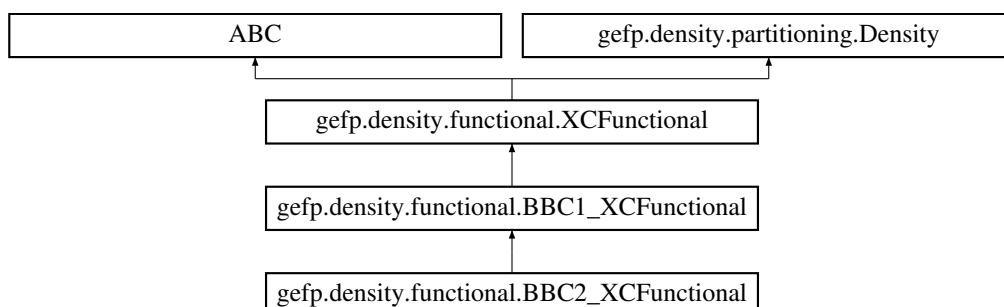 ABC
gefp.density.partitioning.Density
gefp.density.functional.XCFunctional
gefp.density.functional.BBC1_XCFunctional
gefp.density.functional.BBC2_XCFunctional